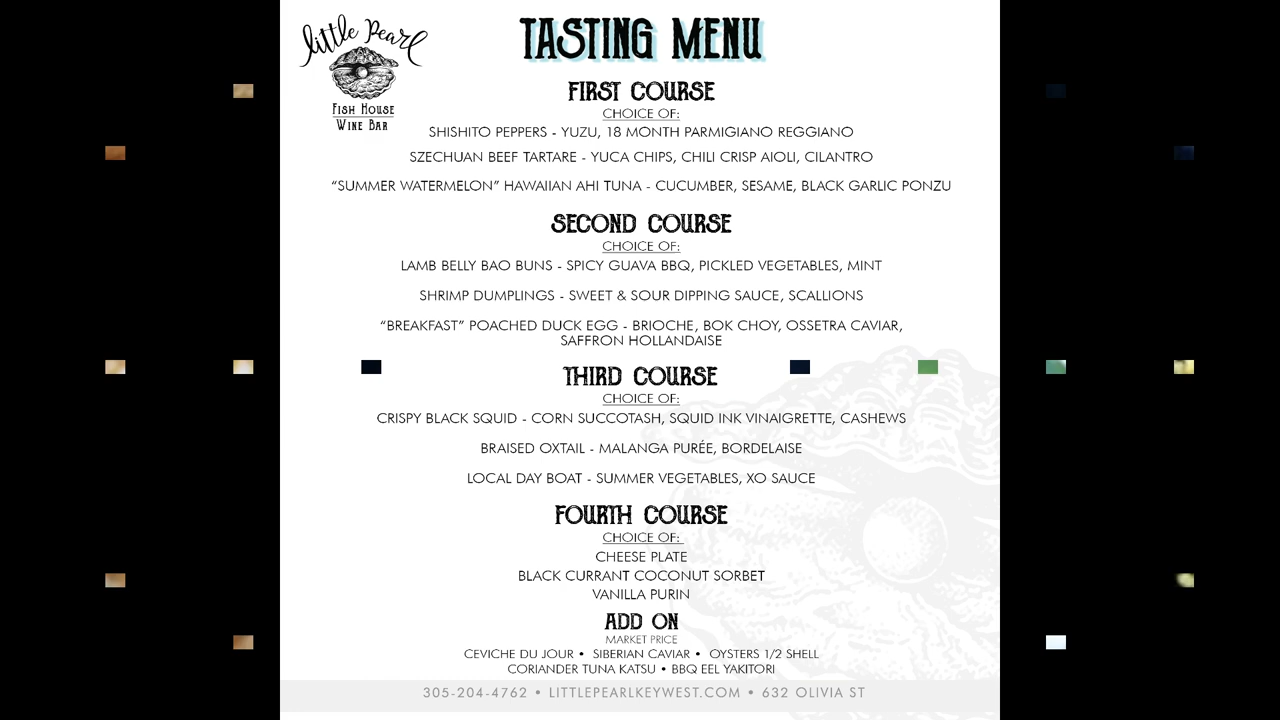 little Pearl
FISH HOUSE
WINE BAR
TASTING MENU
FIRST COURSE
CHOICE OF:
SHISHITO PEPPERS - YUZU, 18 MONTH PARMIGIANO REGGIANO
SZECHUAN BEEF TARTARE - YUCA CHIPS, CHILI CRISP AIOLI, CILANTRO
“SUMMER WATERMELON” HAWAIIAN AHI TUNA - CUCUMBER, SESAME, BLACK GARLIC PONZU
SECOND COURSE
CHOICE OF:
LAMB BELLY BAO BUNS - SPICY GUAVA BBQ, PICKLED VEGETABLES, MINT
SHRIMP DUMPLINGS - SWEET & SOUR DIPPING SAUCE, SCALLIONS
“BREAKFAST” POACHED DUCK EGG - BRIOCHE, BOK CHOY, OSSETRA CAVIAR,
SAFFRON HOLLANDAISE
THIRD COURSE
CHOICE OF:
CRISPY BLACK SQUID - CORN SUCCOTASH, SQUID INK VINAIGRETTE, CASHEWS
BRAISED OXTAIL - MALANGA PURÉE, BORDELAISE
LOCAL DAY BOAT - SUMMER VEGETABLES, XO SAUCE
FOURTH COURSE
CHOICE OF:
CHEESE PLATE
BLACK CURRANT COCONUT SORBET
VANILLA PURIN
ADD ON
MARKET PRICE
CEVICHE DU JOUR • SIBERIAN CAVIAR • OYSTERS 1/2 SHELL
CORIANDER TUNA KATSU • BBQ EEL YAKITORI
305-204-4762 • LITTLEPEARLKEYWEST.COM • 632 OLIVIA ST